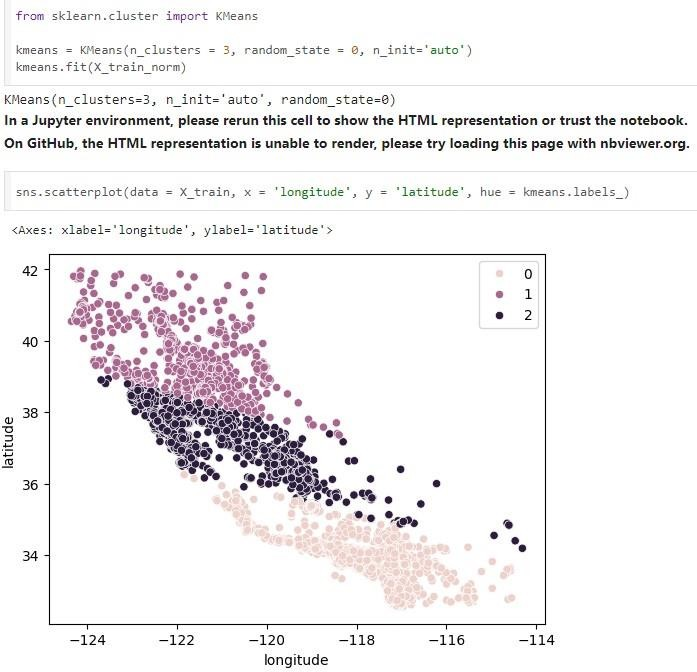 from sklearn.cluster import KMeans
kmeans = KMeans(n_clusters = 3, random_state = 0, n_init='auto')
kmeans.fit(X_train_norm)
KMeans(n_clusters=3, n_init='auto', random_state=0)
In a Jupyter environment, please rerun this cell to show the HTML representation or trust the notebook.
On GitHub, the HTML representation is unable to render, please try loading this page with nbviewer.org.
sns.scatterplot(data = X_train, x = 'longitude', y = 'latitude', hue = kmeans.labels_)
<Axes: xlabel='longitude', ylabel='latitude'>
0
1
2
42
40
38
36
34
latitude
−124 −122 −120 −118 −116 −114
longitude